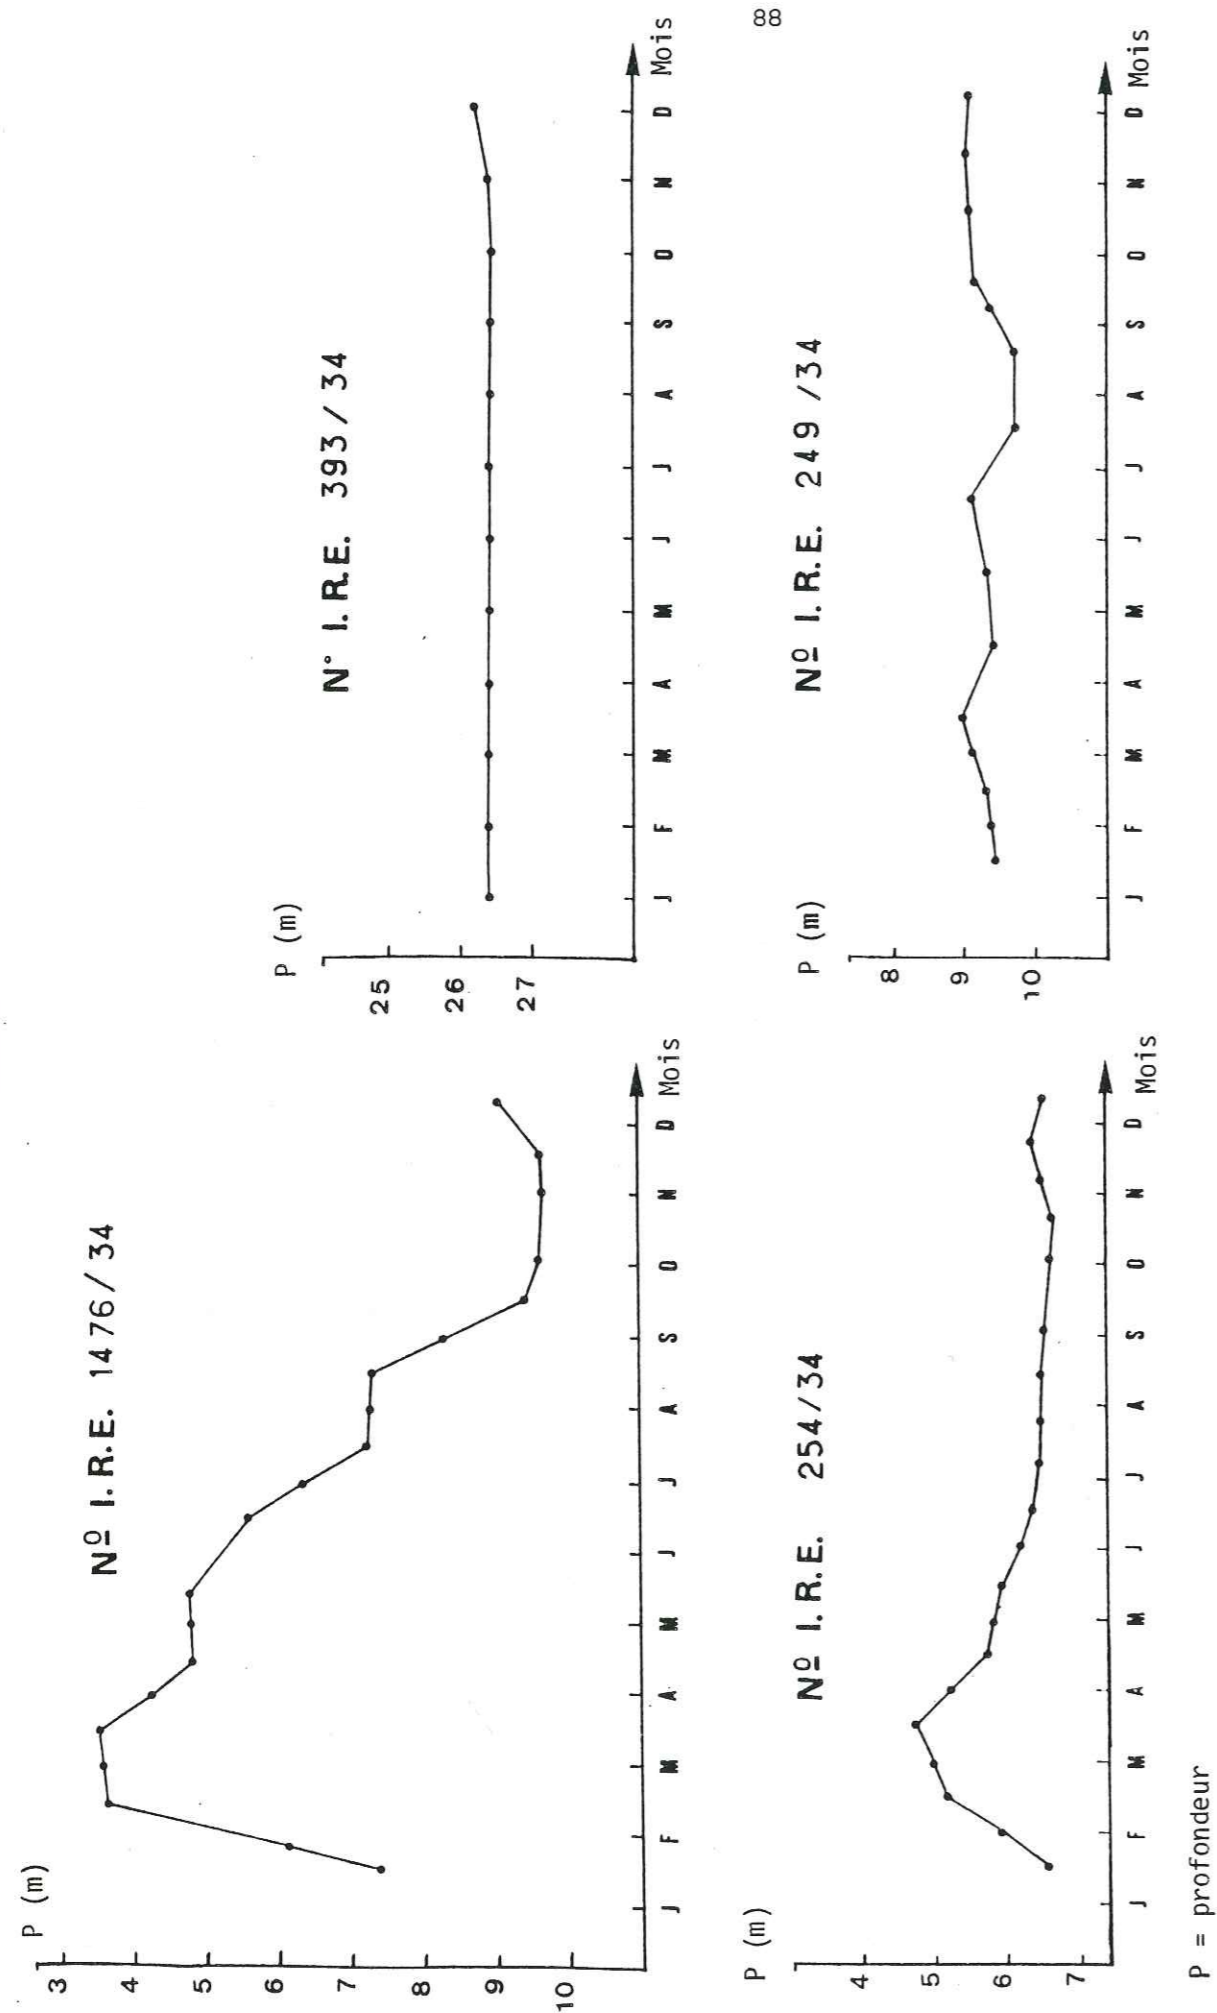 88
P (m)
Nº I.R.E. 1476/34
3
4
5
6
7
8
9
10
J F M A M J J A S O N D Mois
P (m)
N° I.R.E. 393/34
25
26
27
J F M A M J J A S O N D Mois
P (m)
Nº I.R.E. 254/34
4
5
6
7
J F M A M J J A S O N D Mois
P (m)
Nº I.R.E. 249/34
8
9
10
J F M A M J J A S O N D Mois
P = profondeur